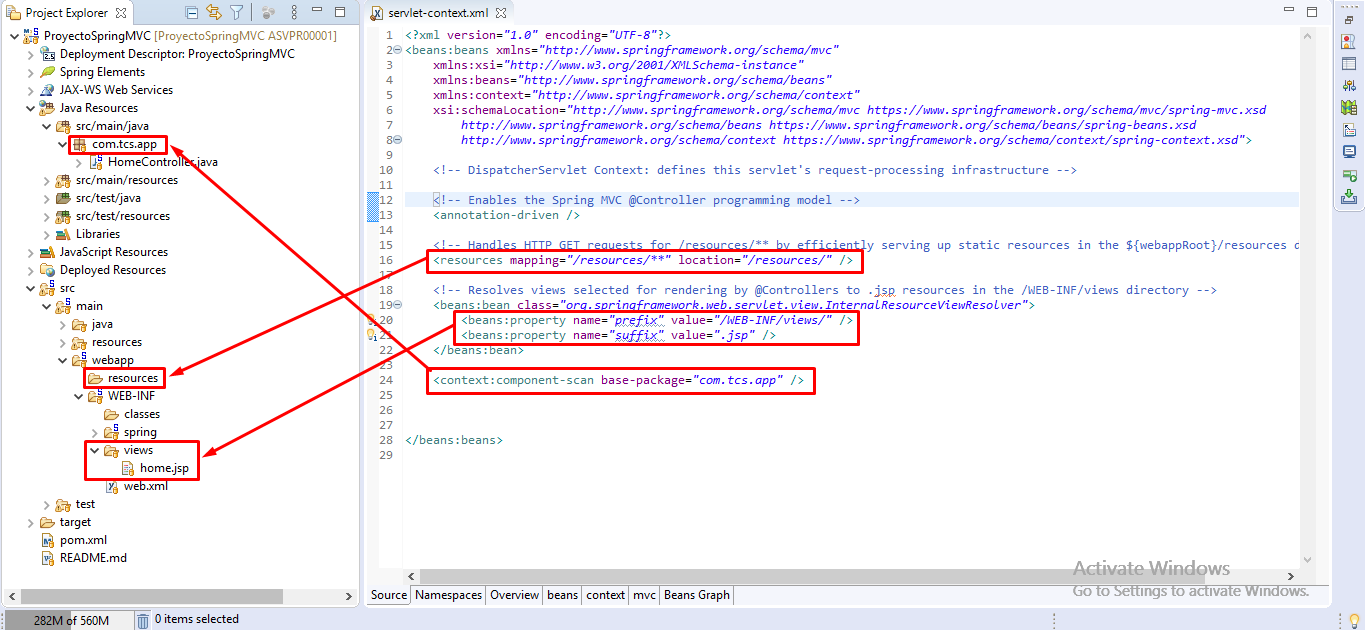 Project Explorer
ProyectoSpringMVC [ProyectoSpringMVC ASVPR00001]
Deployment Descriptor: ProyectoSpringMVC
Spring Elements
JAX-WS Web Services
Java Resources
src/main/java
com.tcs.app
HomeController.java
src/main/resources
src/test/java
src/test/resources
Libraries
JavaScript Resources
Deployed Resources
src
main
java
resources
webapp
resources
WEB-INF
classes
spring
views
home.jsp
web.xml
test
target
pom.xml
README.md
servlet-context.xml
1 <?xml version="1.0" encoding="UTF-8"?>
2 <beans:beans xmlns="http://www.springframework.org/schema/mvc"
3 xmlns:xsi="http://www.w3.org/2001/XMLSchema-instance"
4 xmlns:beans="http://www.springframework.org/schema/beans"
5 xmlns:context="http://www.springframework.org/schema/context"
6 xsi:schemaLocation="http://www.springframework.org/schema/mvc https://www.springframework.org/schema/mvc/spring-mvc.xsd
7 http://www.springframework.org/schema/beans https://www.springframework.org/schema/beans/spring-beans.xsd
8 http://www.springframework.org/schema/context https://www.springframework.org/schema/context/spring-context.xsd">
9
10 <!-- DispatcherServlet Context: defines this servlet's request-processing infrastructure -->
11
12 <!-- Enables the Spring MVC @Controller programming model -->
13 <annotation-driven />
14
15 <!-- Handles HTTP GET requests for /resources/** by efficiently serving up static resources in the ${webappRoot}/resources d
16 <resources mapping="/resources/**" location="/resources/" />
17
18 <!-- Resolves views selected for rendering by @Controllers to .jsp resources in the /WEB-INF/views directory -->
19 <beans:bean class="org.springframework.web.servlet.view.InternalResourceViewResolver">
20 <beans:property name="prefix" value="/WEB-INF/views/" />
21 <beans:property name="suffix" value=".jsp" />
22 </beans:bean>
23
24 <context:component-scan base-package="com.tcs.app" />
25
26
27
28 </beans:beans>
29
Activate Windows
Go to Settings to activate Windows.
Source Namespaces Overview beans context mvc Beans Graph
282M of 560M 0 items selected